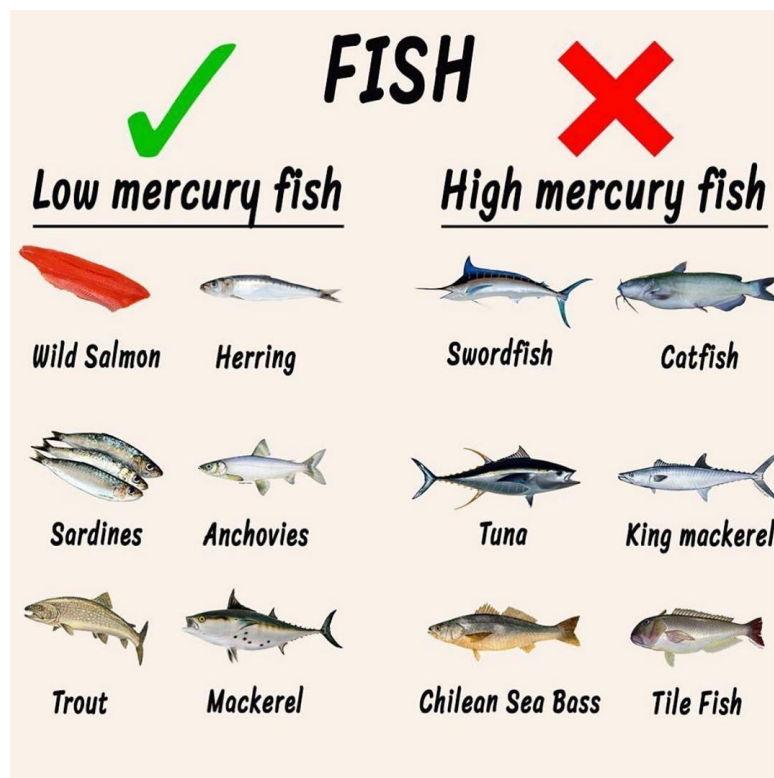 FISH
Low mercury fish
High mercury fish
Wild Salmon
Herring
Swordfish
Catfish
Sardines
Anchovies
Tuna
King mackerel
Trout
Mackerel
Chilean Sea Bass
Tile Fish